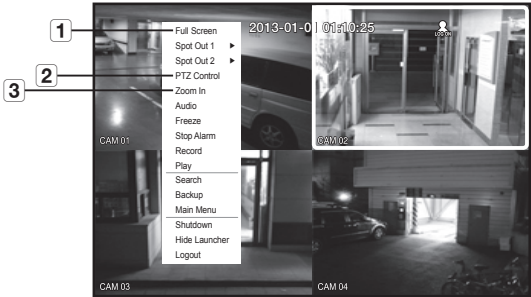 1
2
3
Full Screen
Spot Out 1
Spot Out 2
PTZ Control
Zoom In
Audio
Freeze
Stop Alarm
Record
Play
Search
Backup
Main Menu
Shutdown
Hide Launcher
Logout
2013-01-01 01:10:25
LOG ON
CAM 01
CAM 02
CAM 03
CAM 04